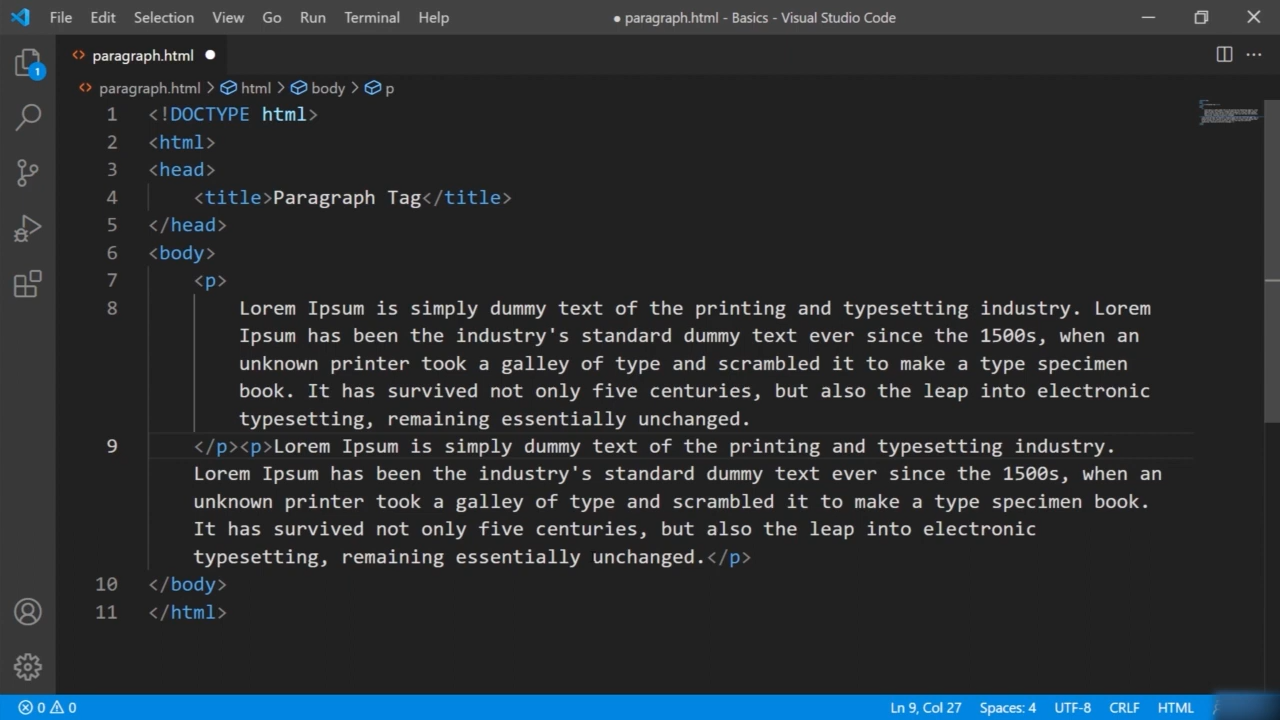 File Edit Selection View Go Run Terminal Help ● paragraph.html - Basics - Visual Studio Code
paragraph.html ●
paragraph.html > html > body > p
1 <!DOCTYPE html>
2 <html>
3 <head>
4 <title>Paragraph Tag</title>
5 </head>
6 <body>
7 <p>
8 Lorem Ipsum is simply dummy text of the printing and typesetting industry. Lorem
Ipsum has been the industry's standard dummy text ever since the 1500s, when an
unknown printer took a galley of type and scrambled it to make a type specimen
book. It has survived not only five centuries, but also the leap into electronic
typesetting, remaining essentially unchanged.
9 </p><p>Lorem Ipsum is simply dummy text of the printing and typesetting industry.
Lorem Ipsum has been the industry's standard dummy text ever since the 1500s, when an
unknown printer took a galley of type and scrambled it to make a type specimen book.
It has survived not only five centuries, but also the leap into electronic
typesetting, remaining essentially unchanged.</p>
10 </body>
11 </html>
1
0 0 Ln 9, Col 27 Spaces: 4 UTF-8 CRLF HTML